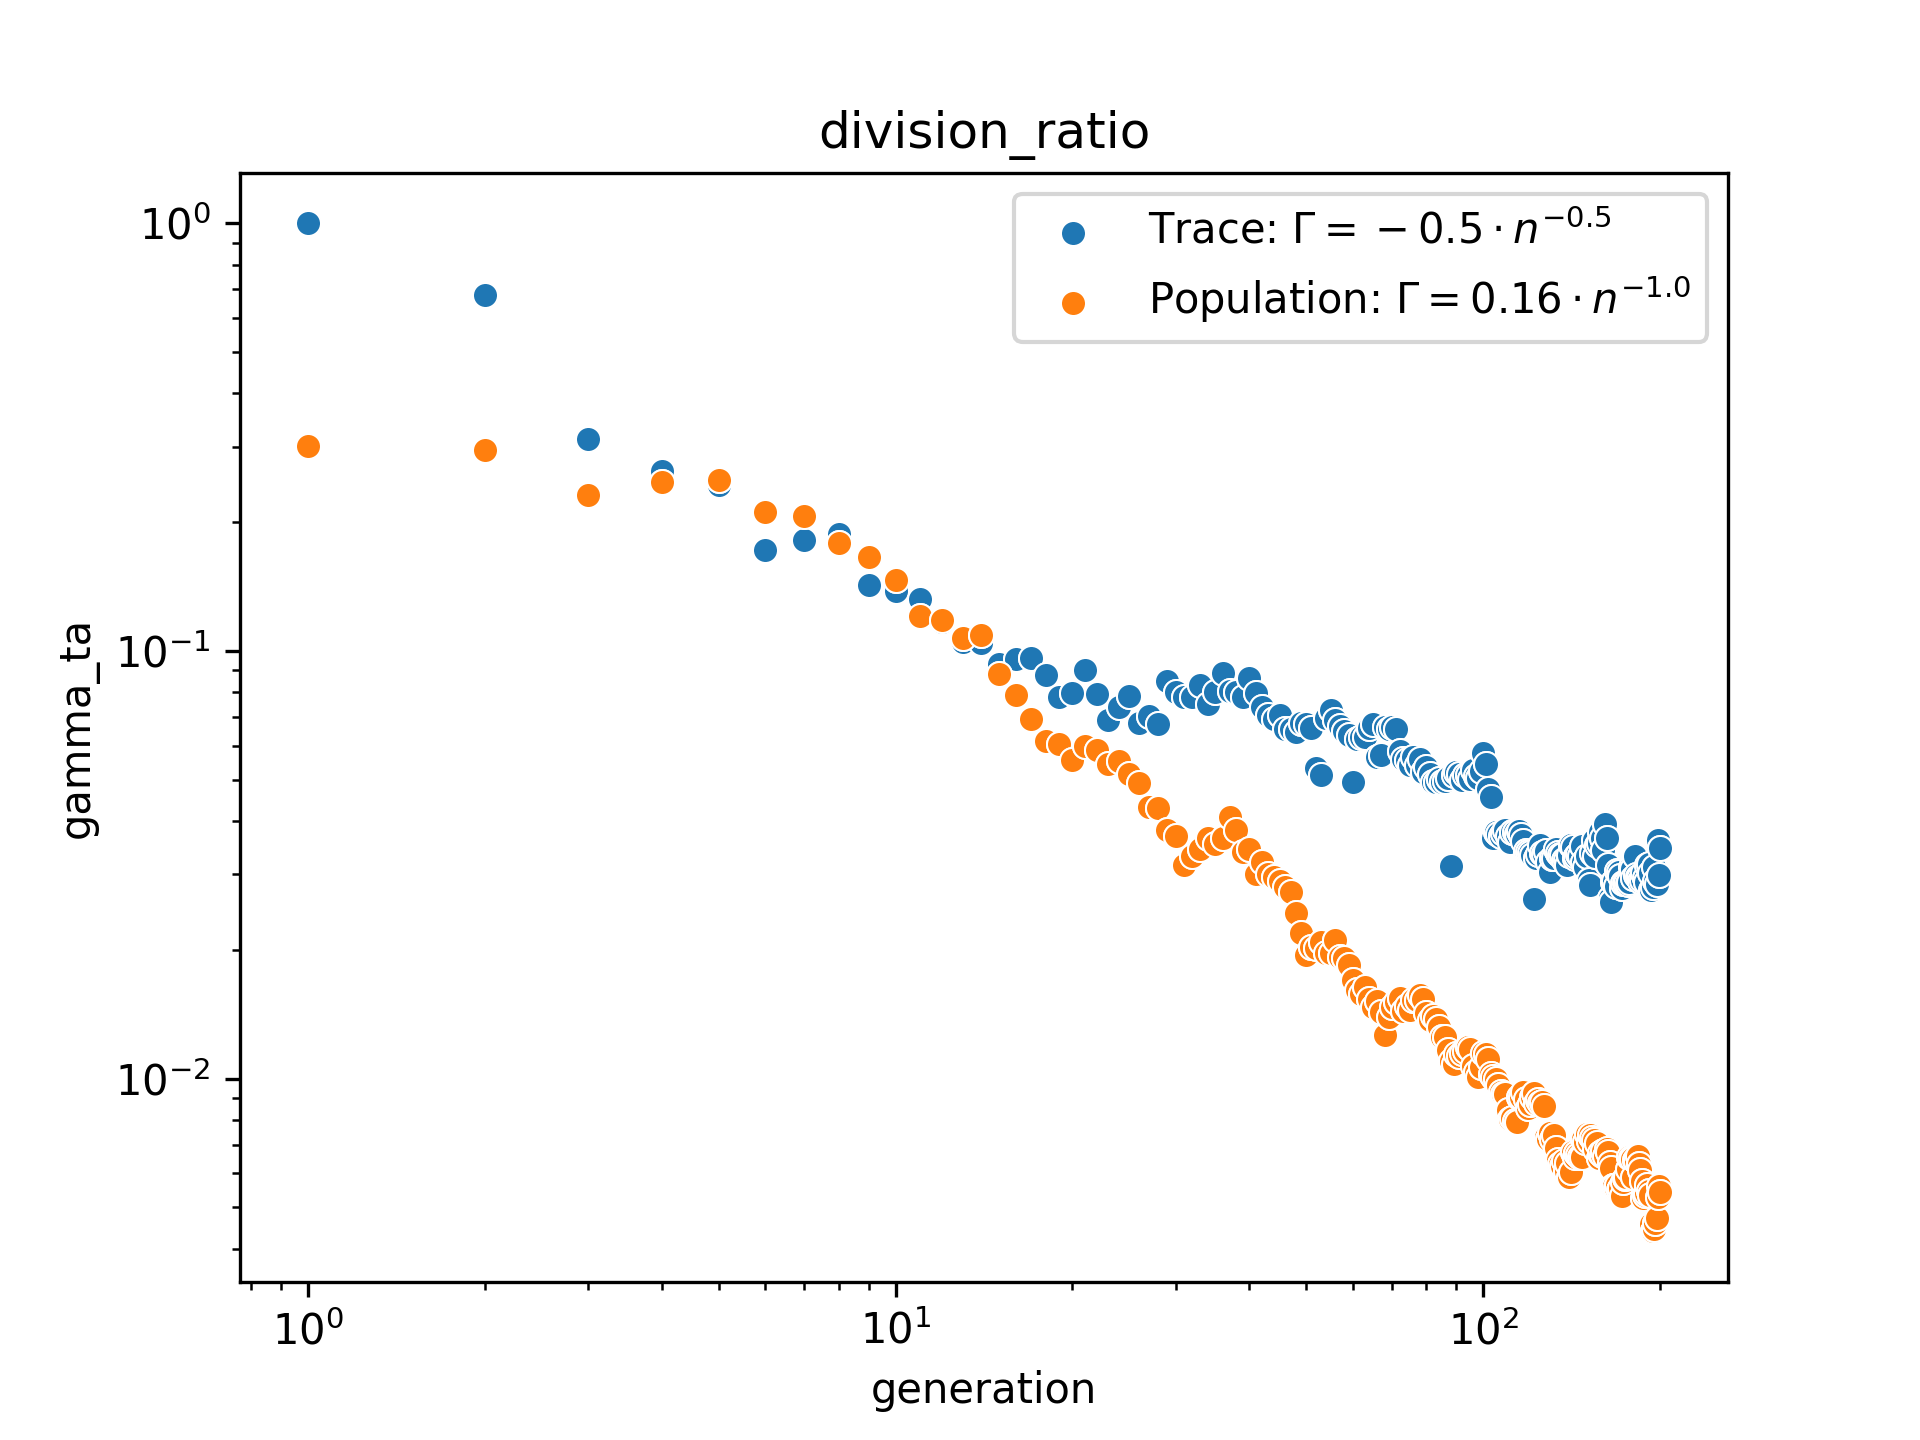 division_ratio
Trace: Γ = − 0.5 · n^{−0.5}
Population: Γ = 0.16 · n^{−1.0}
gamma_ta
10^0
10^{−1}
10^{−2}
10^0 10^1 10^2
generation